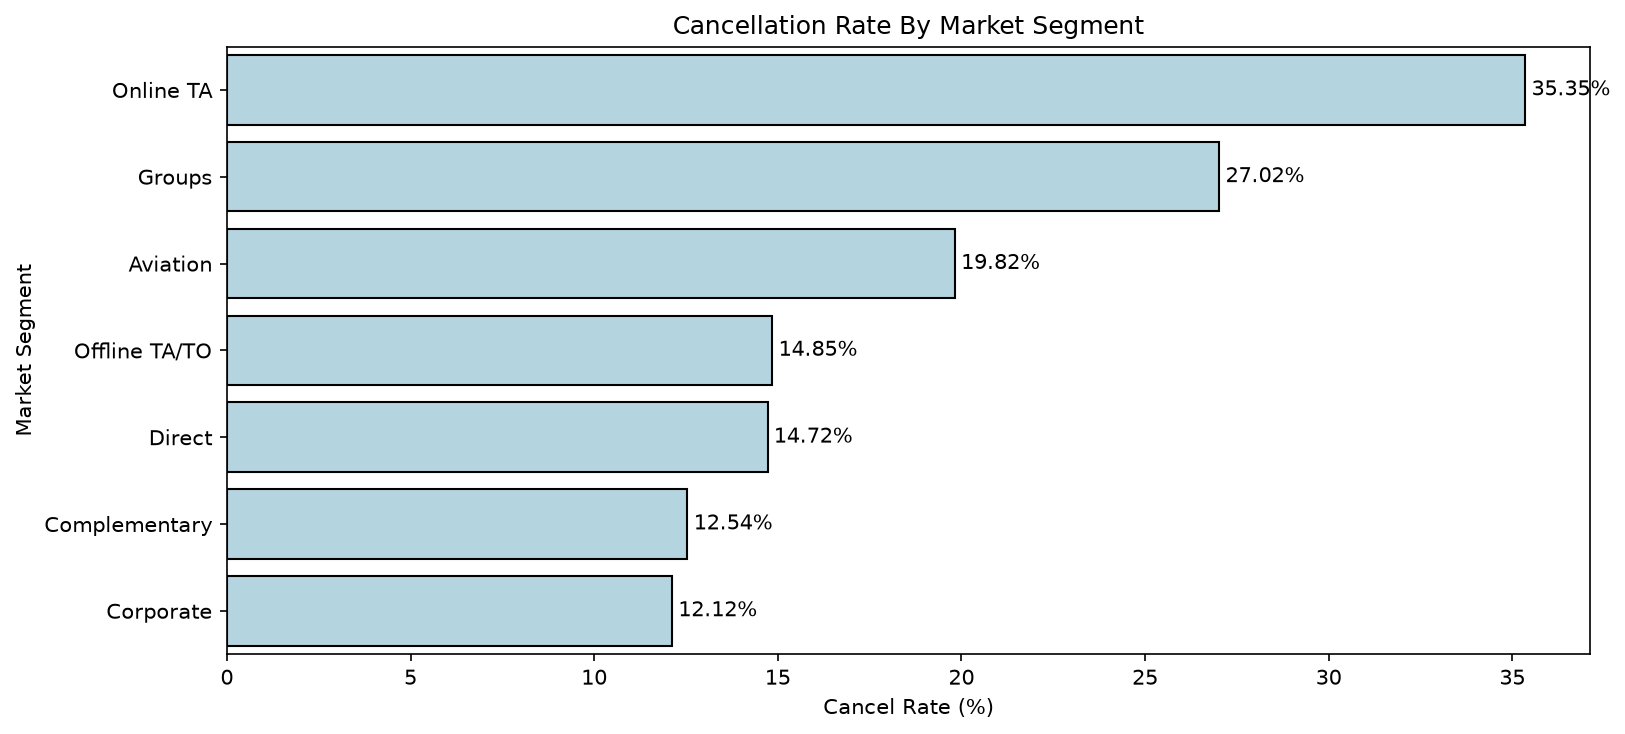 Cancellation Rate By Market Segment
Market Segment
Online TA 35.35%
Groups 27.02%
Aviation 19.82%
Offline TA/TO 14.85%
Direct 14.72%
Complementary 12.54%
Corporate 12.12%
0 5 10 15 20 25 30 35
Cancel Rate (%)